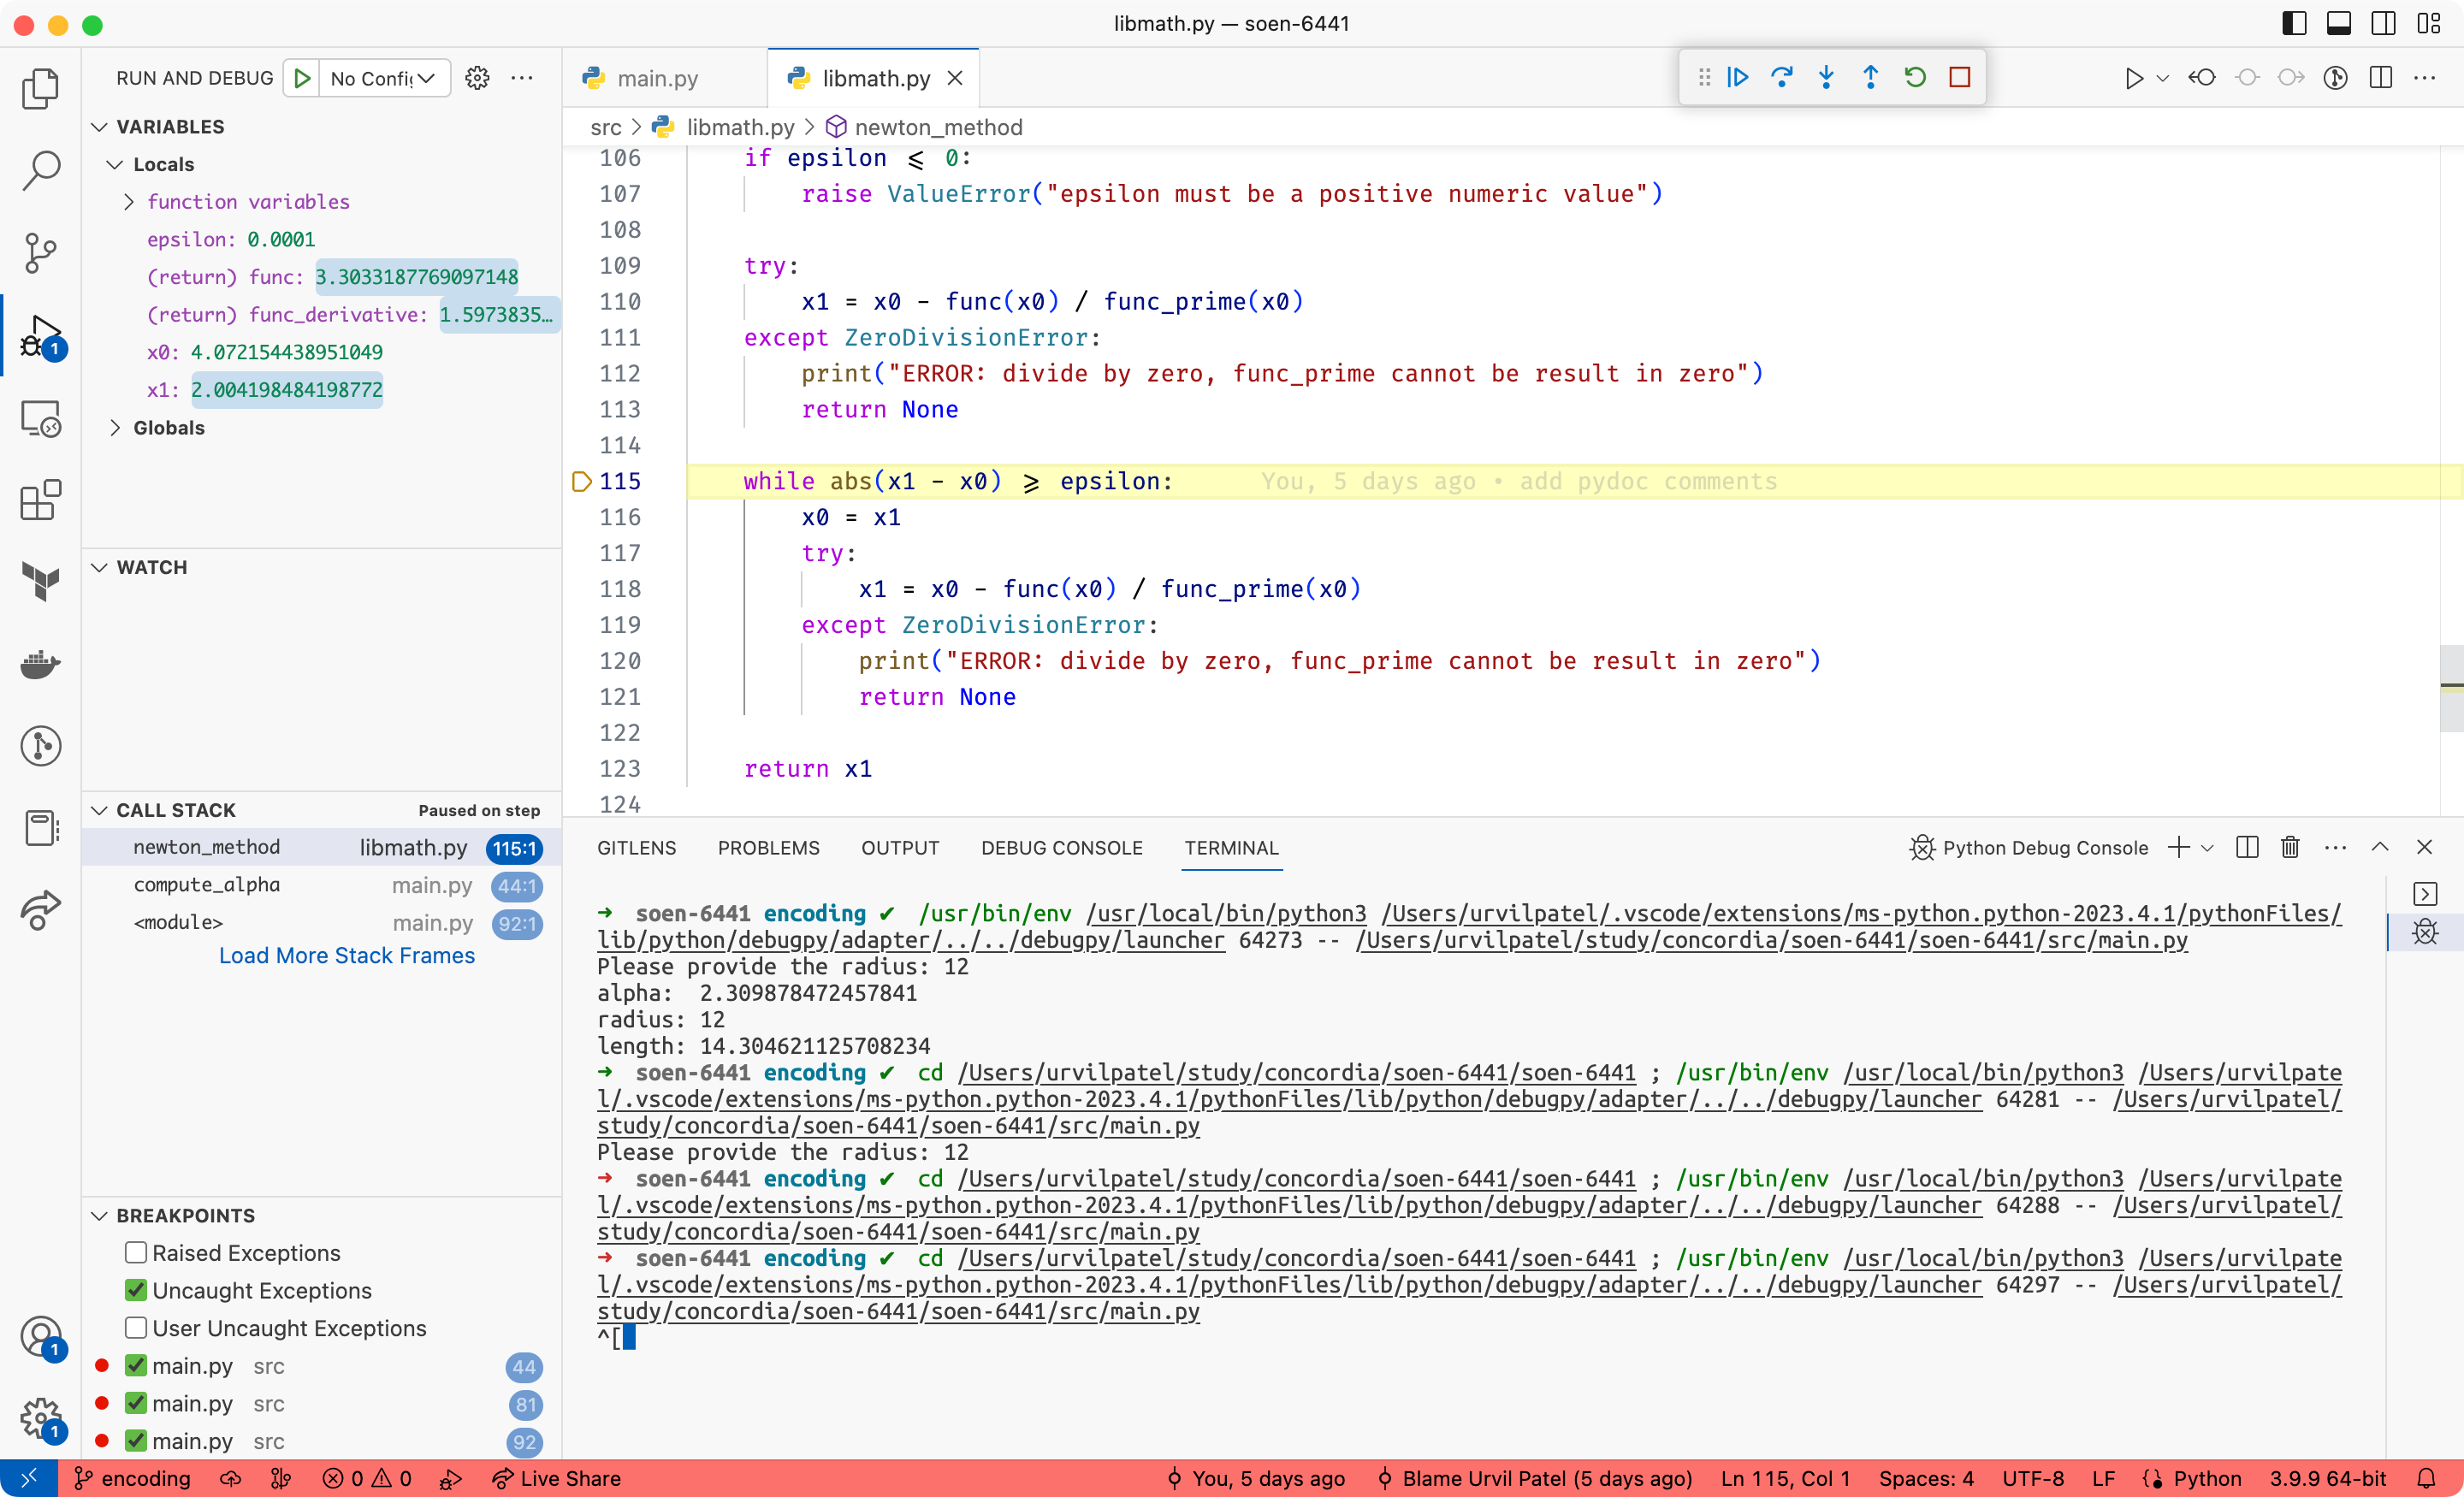 libmath.py — soen-6441
RUN AND DEBUG
No Config
main.py
libmath.py
src > libmath.py > newton_method
VARIABLES
Locals
function variables
epsilon: 0.0001
(return) func: 3.3033187769097148
(return) func_derivative: 1.5973835…
x0: 4.072154438951049
x1: 2.004198484198772
Globals
WATCH
CALL STACK
Paused on step
newton_method libmath.py 115:1
compute_alpha main.py 44:1
<module> main.py 92:1
Load More Stack Frames
BREAKPOINTS
Raised Exceptions
Uncaught Exceptions
User Uncaught Exceptions
main.py src 44
main.py src 81
main.py src 92
1
1
1
106 if epsilon ⩽ 0:
107 raise ValueError("epsilon must be a positive numeric value")
108
109 try:
110 x1 = x0 - func(x0) / func_prime(x0)
111 except ZeroDivisionError:
112 print("ERROR: divide by zero, func_prime cannot be result in zero")
113 return None
114
115 while abs(x1 - x0) ⩾ epsilon: You, 5 days ago • add pydoc comments
116 x0 = x1
117 try:
118 x1 = x0 - func(x0) / func_prime(x0)
119 except ZeroDivisionError:
120 print("ERROR: divide by zero, func_prime cannot be result in zero")
121 return None
122
123 return x1
124
GITLENS PROBLEMS OUTPUT DEBUG CONSOLE TERMINAL
Python Debug Console
➜ soen-6441 encoding ✔ /usr/bin/env /usr/local/bin/python3 /Users/urvilpatel/.vscode/extensions/ms-python.python-2023.4.1/pythonFiles/
lib/python/debugpy/adapter/../../debugpy/launcher 64273 -- /Users/urvilpatel/study/concordia/soen-6441/soen-6441/src/main.py
Please provide the radius: 12
alpha: 2.309878472457841
radius: 12
length: 14.304621125708234
➜ soen-6441 encoding ✔ cd /Users/urvilpatel/study/concordia/soen-6441/soen-6441 ; /usr/bin/env /usr/local/bin/python3 /Users/urvilpate
l/.vscode/extensions/ms-python.python-2023.4.1/pythonFiles/lib/python/debugpy/adapter/../../debugpy/launcher 64281 -- /Users/urvilpatel/
study/concordia/soen-6441/soen-6441/src/main.py
Please provide the radius: 12
➜ soen-6441 encoding ✔ cd /Users/urvilpatel/study/concordia/soen-6441/soen-6441 ; /usr/bin/env /usr/local/bin/python3 /Users/urvilpate
l/.vscode/extensions/ms-python.python-2023.4.1/pythonFiles/lib/python/debugpy/adapter/../../debugpy/launcher 64288 -- /Users/urvilpatel/
study/concordia/soen-6441/soen-6441/src/main.py
➜ soen-6441 encoding ✔ cd /Users/urvilpatel/study/concordia/soen-6441/soen-6441 ; /usr/bin/env /usr/local/bin/python3 /Users/urvilpate
l/.vscode/extensions/ms-python.python-2023.4.1/pythonFiles/lib/python/debugpy/adapter/../../debugpy/launcher 64297 -- /Users/urvilpatel/
study/concordia/soen-6441/soen-6441/src/main.py
^[
encoding 0 0 Live Share You, 5 days ago Blame Urvil Patel (5 days ago) Ln 115, Col 1 Spaces: 4 UTF-8 LF Python 3.9.9 64-bit